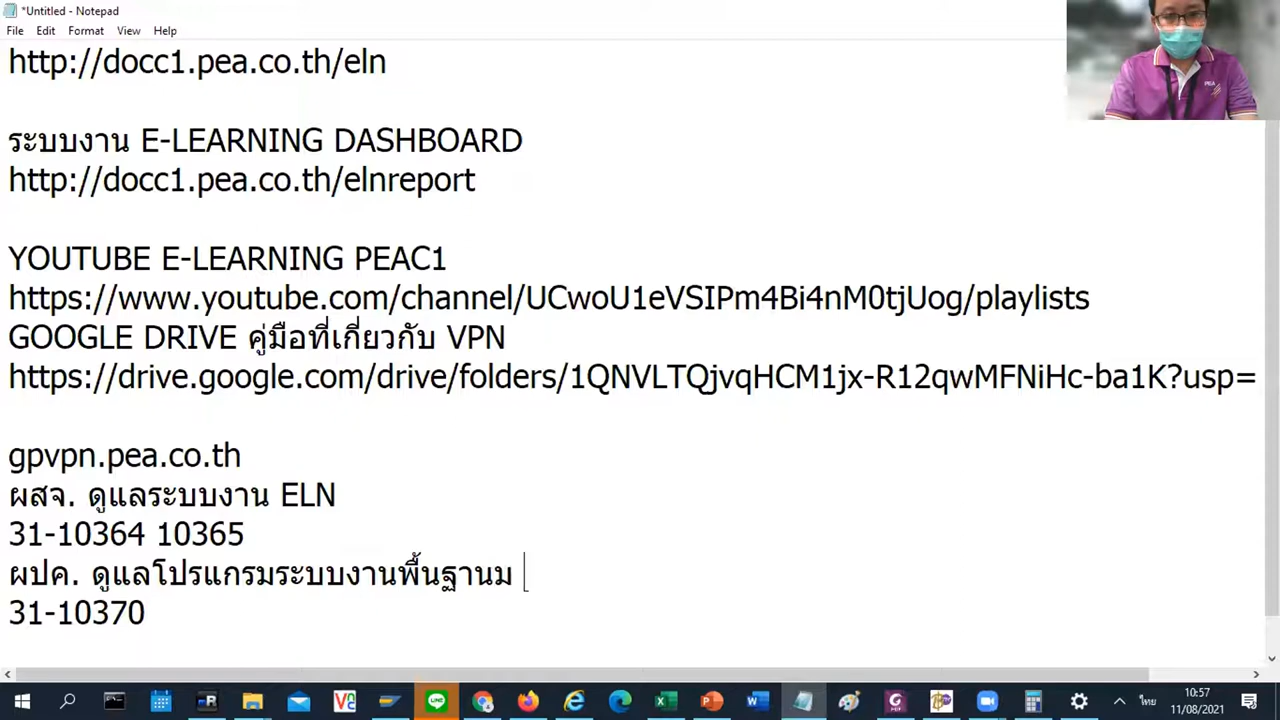 *Untitled - Notepad
File Edit Format View Help
http://docc1.pea.co.th/eln
ระบบงาน E-LEARNING DASHBOARD
http://docc1.pea.co.th/elnreport
YOUTUBE E-LEARNING PEAC1
https://www.youtube.com/channel/UCwoU1eVSIPm4Bi4nM0tjUog/playlists
GOOGLE DRIVE คู่มือที่เกี่ยวกับ VPN
https://drive.google.com/drive/folders/1QNVLTQjvqHCM1jx-R12qwMFNiHc-ba1K?usp=
gpvpn.pea.co.th
ผสจ. ดูแลระบบงาน ELN
31-10364 10365
ผปค. ดูแลโปรแกรมระบบงานพื้นฐานม
31-10370
PEA
ไทย
10:57
11/08/2021